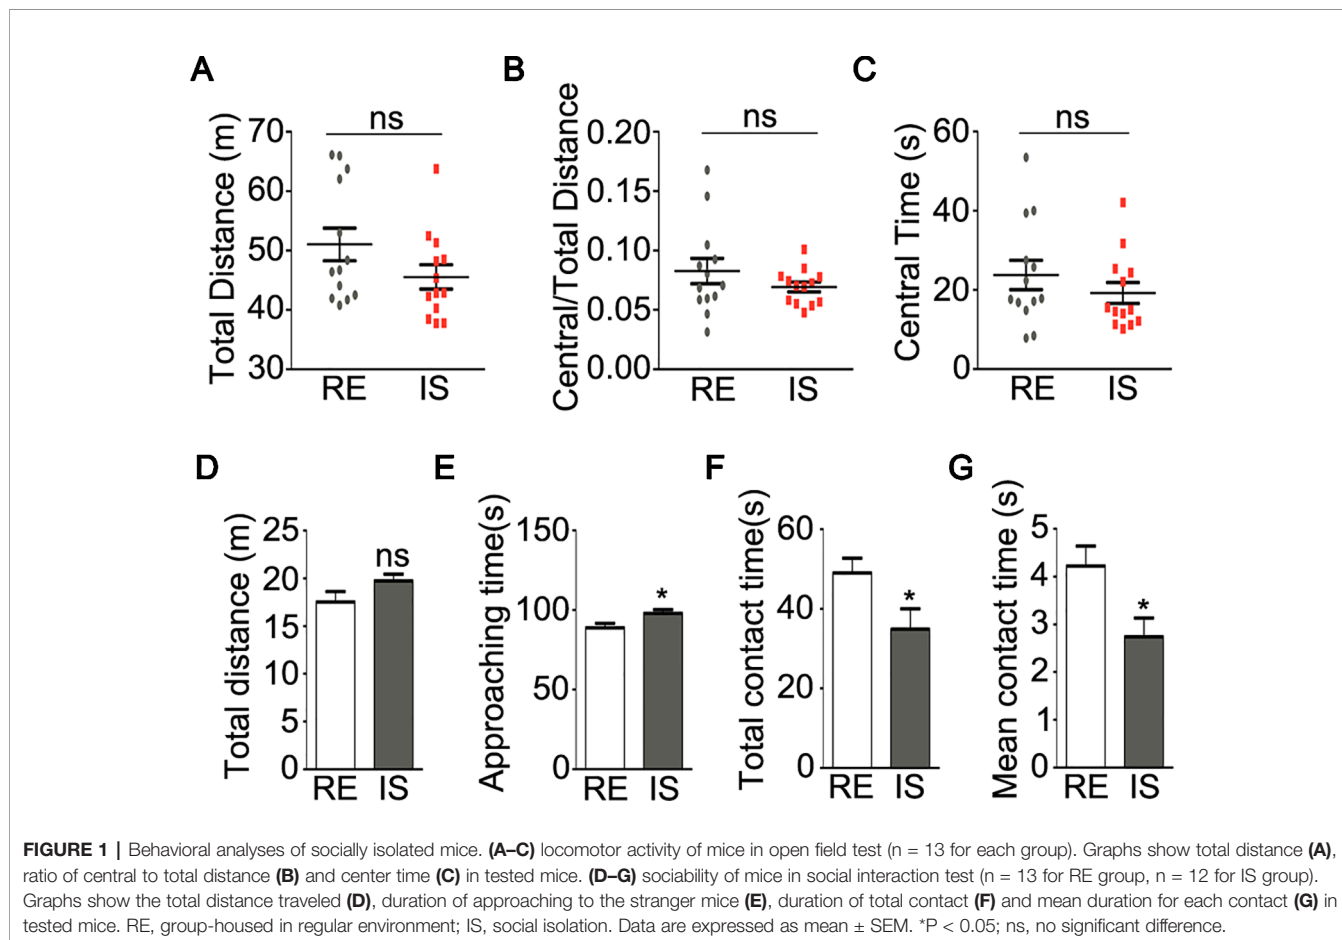 A
B
C
ns
ns
ns
Total Distance (m)
70
60
50
40
30
RE
IS
Central/Total Distance
0.20
0.15
0.10
0.05
0.00
RE
IS
Central Time (s)
60
40
20
0
RE
IS
D
E
F
G
Total distance (m)
25
20
15
10
5
0
ns
RE
IS
Approaching time(s)
150
100
50
0
*
RE
IS
Total contact time(s)
60
40
20
0
*
RE
IS
Mean contact time (s)
5
4
3
2
1
0
*
RE
IS
FIGURE 1 | Behavioral analyses of socially isolated mice. (A–C) locomotor activity of mice in open field test (n = 13 for each group). Graphs show total distance (A),
ratio of central to total distance (B) and center time (C) in tested mice. (D–G) sociability of mice in social interaction test (n = 13 for RE group, n = 12 for IS group).
Graphs show the total distance traveled (D), duration of approaching to the stranger mice (E), duration of total contact (F) and mean duration for each contact (G) in
tested mice. RE, group-housed in regular environment; IS, social isolation. Data are expressed as mean ± SEM. *P < 0.05; ns, no significant difference.